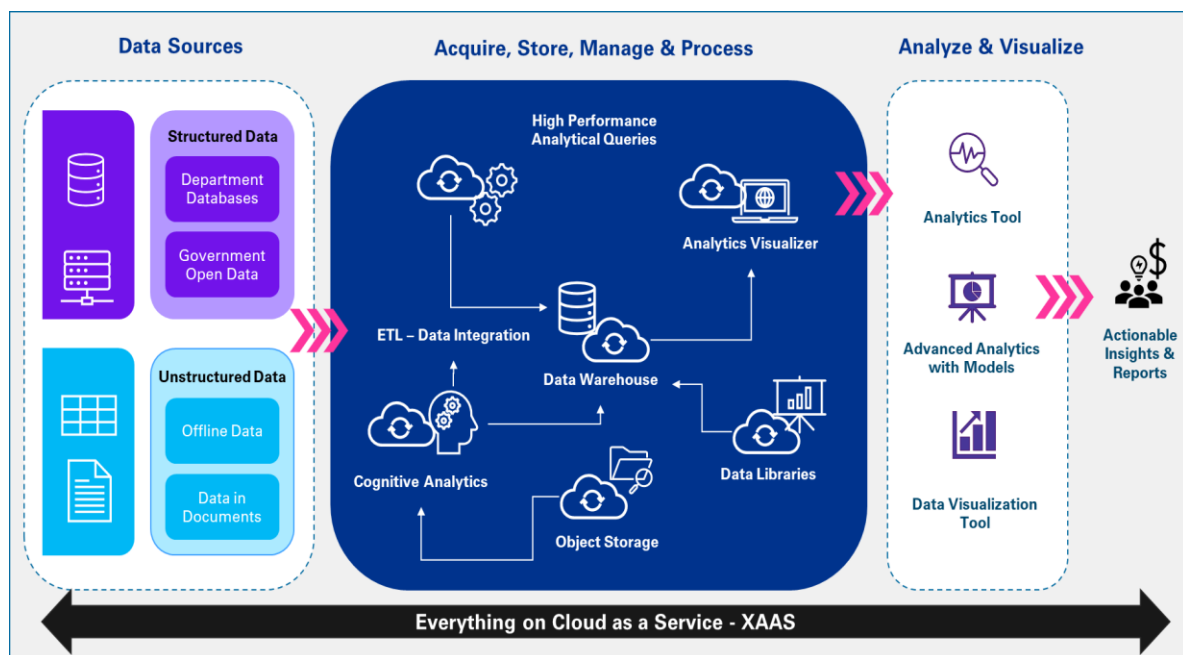 Data Sources
Acquire, Store, Manage & Process
Analyze & Visualize
Structured Data
Department
Databases
Government
Open Data
Unstructured Data
Offline Data
Data in
Documents
High Performance
Analytical Queries
Analytics Visualizer
ETL – Data Integration
Data Warehouse
Cognitive Analytics
Data Libraries
Object Storage
Analytics Tool
Advanced Analytics
with Models
Data Visualization
Tool
Actionable
Insights &
Reports
Everything on Cloud as a Service - XAAS